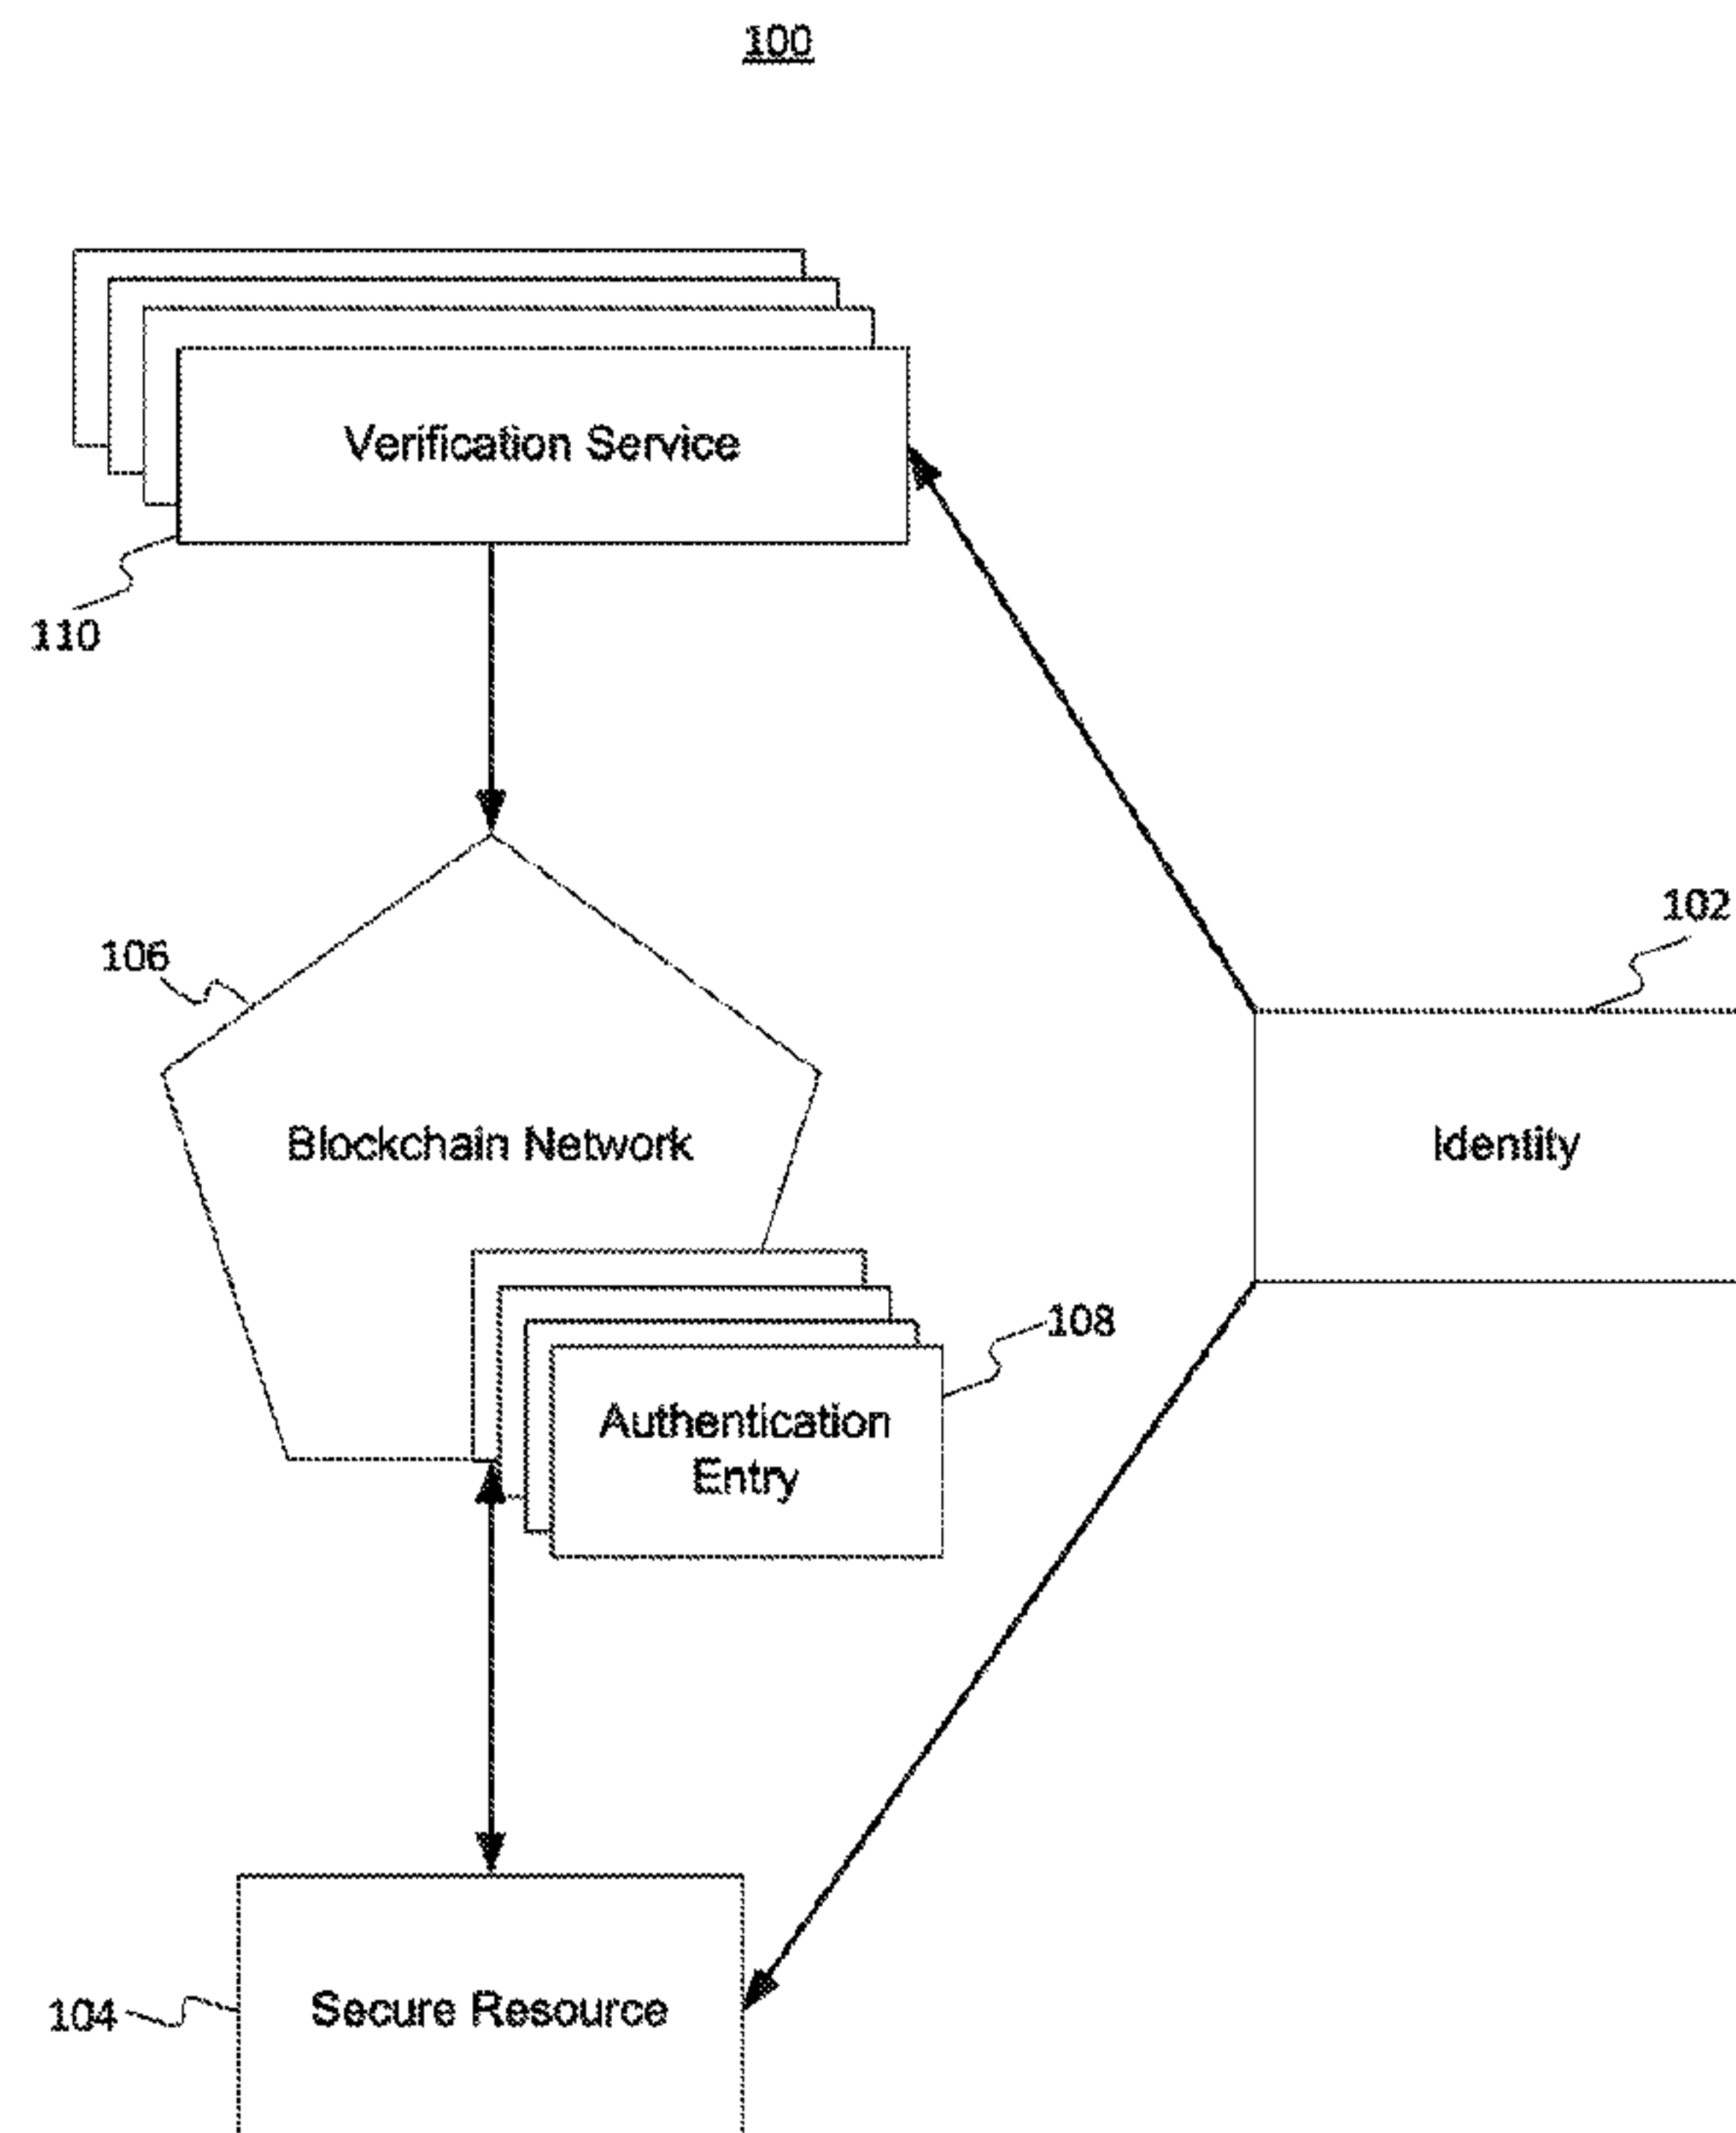 100
Verification Service
110
102
106
Blockchain Network
Identity
108
Authentication
Entry
104
Secure Resource